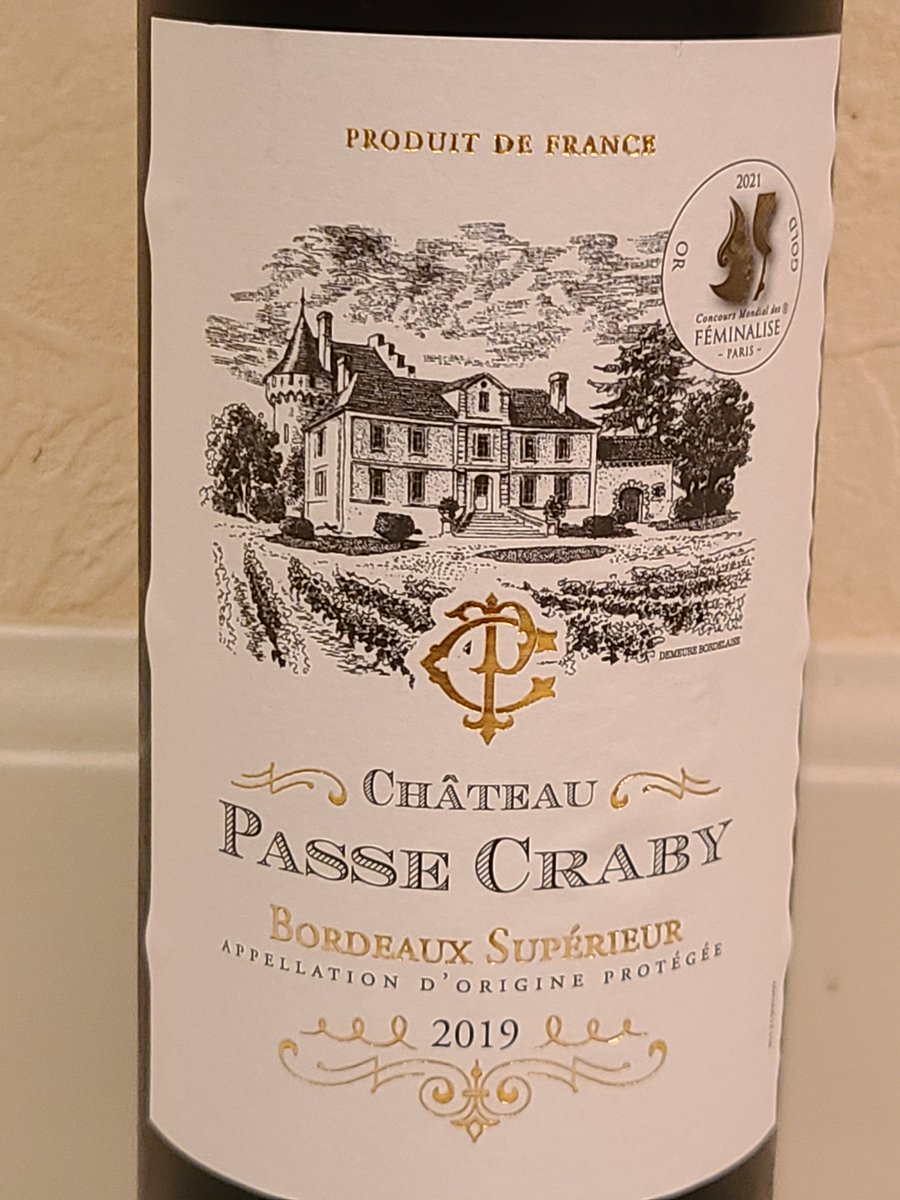 PRODUIT DE FRANCE
2021
OR
GOLD
Concours Mondial des ®
FÉMINALISE
- PARIS -
DEMEURE BORDELAISE
CHÂTEAU
PASSE CRABY
BORDEAUX SUPÉRIEUR
APPELLATION D'ORIGINE PROTÉGÉE
2019